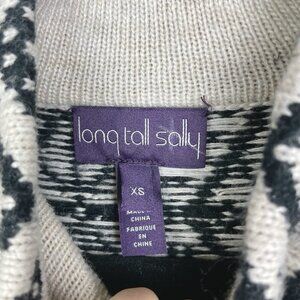 long tall sally
XS
MADE IN
CHINA
FABRIQUE
EN
CHINE